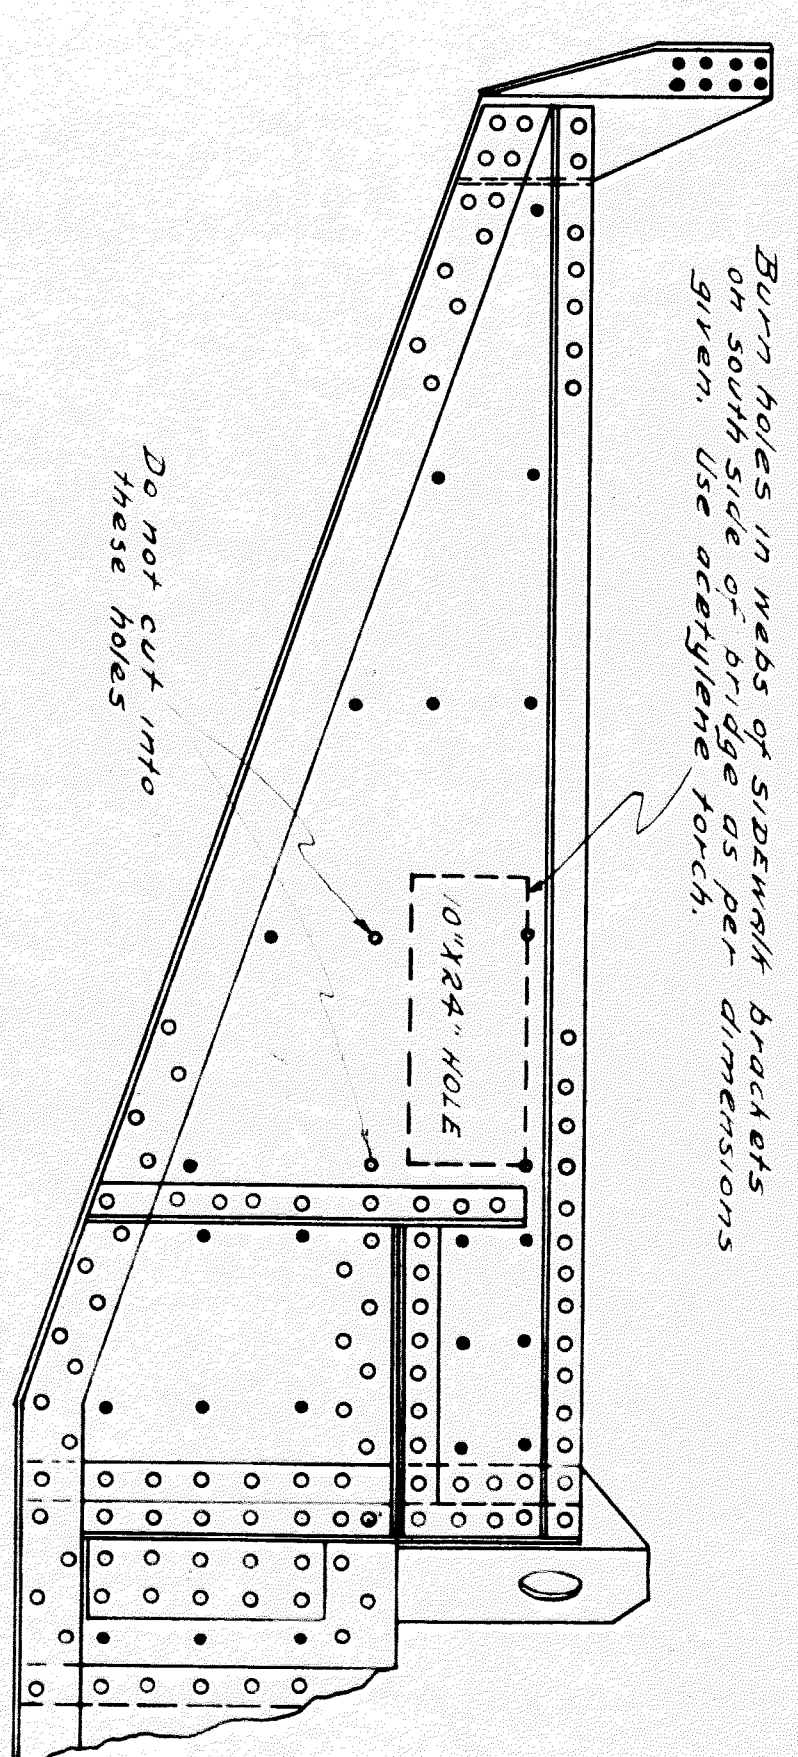 Burn holes in webs of SIDEWALK brackets
on south side of bridge as per dimensions
given. Use acetylene torch.
10"X24" HOLE
Do not cut into
these holes